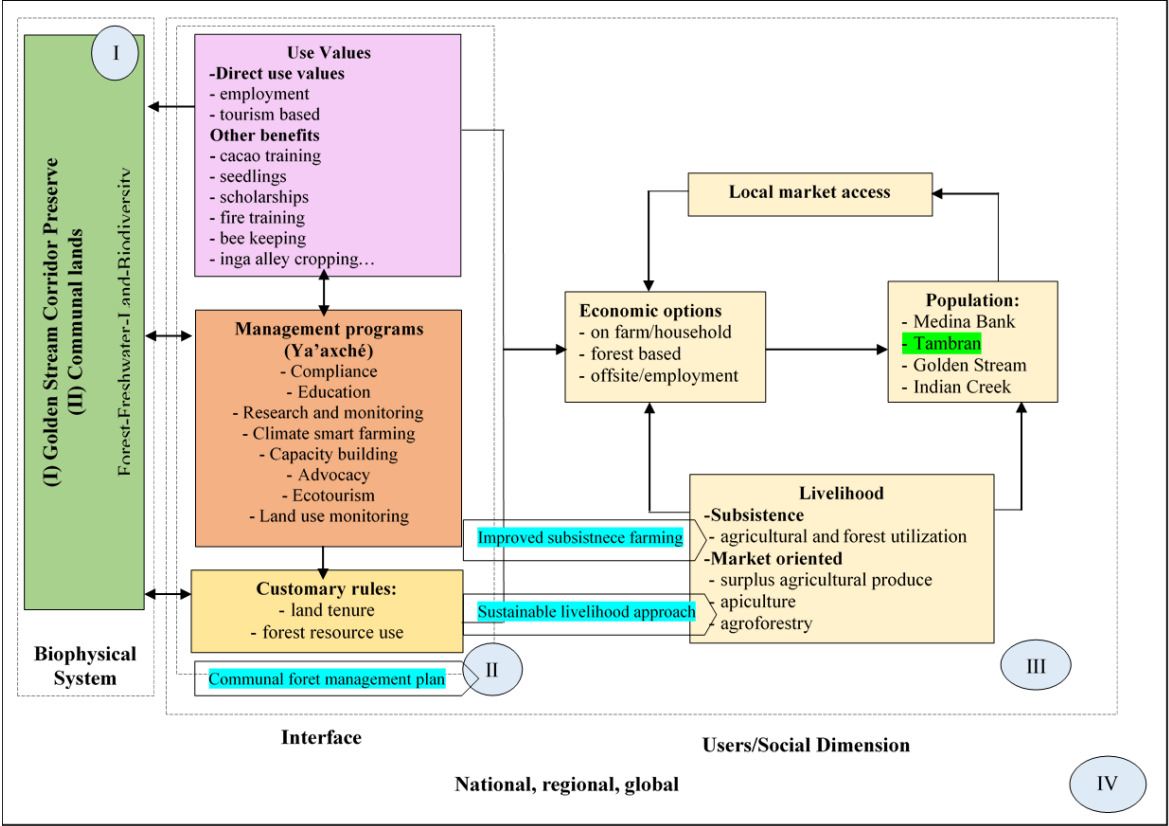 I
(I) Golden Stream Corridor Preserve
(II) Communal lands
Forest-Freshwater-Land-Biodiversity
Biophysical
System
Use Values
-Direct use values
- employment
- tourism based
Other benefits
- cacao training
- seedlings
- scholarships
- fire training
- bee keeping
- inga alley cropping…
Management programs
(Ya’axché)
- Compliance
- Education
- Research and monitoring
- Climate smart farming
- Capacity building
- Advocacy
- Ecotourism
- Land use monitoring
Customary rules:
- land tenure
- forest resource use
Communal foret management plan
II
Interface
Improved subsistnece farming
Sustainable livelihood approach
Local market access
Economic options
- on farm/household
- forest based
- offsite/employment
Population:
- Medina Bank
- Tambran
- Golden Stream
- Indian Creek
Livelihood
-Subsistence
- agricultural and forest utilization
-Market oriented
- surplus agricultural produce
- apiculture
- agroforestry
III
Users/Social Dimension
National, regional, global
IV